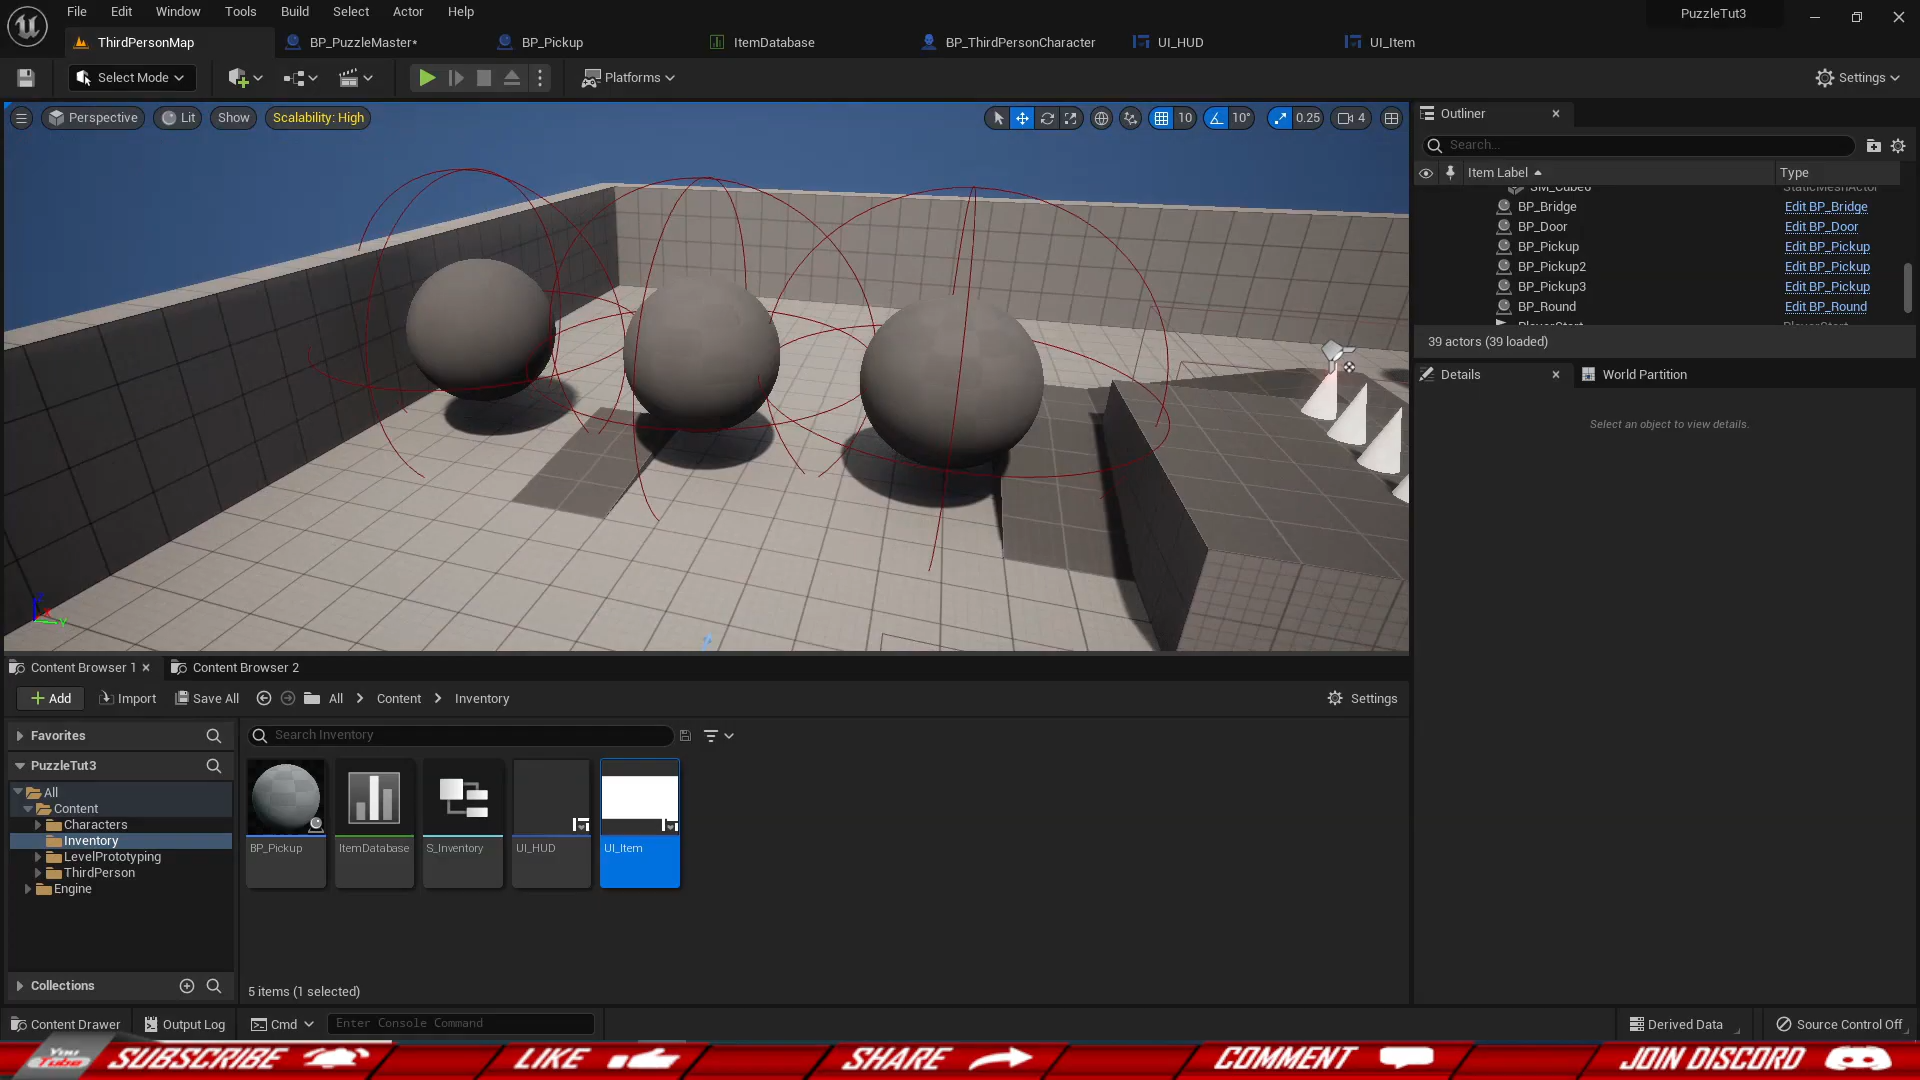 File Edit Window Tools Build Select Actor Help
PuzzleTut3
ThirdPersonMap
BP_PuzzleMaster*
BP_Pickup
ItemDatabase
BP_ThirdPersonCharacter
UI_HUD
UI_Item
Select Mode
Platforms
Settings
Perspective
Lit
Show
Scalability: High
10
10°
0.25
4
Outliner
Search...
Item Label
Type
SM_Cube6 StaticMeshActor
BP_Bridge Edit BP_Bridge
BP_Door Edit BP_Door
BP_Pickup Edit BP_Pickup
BP_Pickup2 Edit BP_Pickup
BP_Pickup3 Edit BP_Pickup
BP_Round Edit BP_Round
PlayerStart PlayerStart
39 actors (39 loaded)
Details
World Partition
Select an object to view details.
Content Browser 1
Content Browser 2
Add
Import
Save All
All
Content
Inventory
Settings
Favorites
PuzzleTut3
All
Content
Characters
Inventory
LevelPrototyping
ThirdPerson
Engine
Collections
Search Inventory
BP_Pickup
ItemDatabase
S_Inventory
UI_HUD
UI_Item
5 items (1 selected)
Content Drawer
Output Log
Cmd
Enter Console Command
Derived Data
Source Control Off
You Tube
SUBSCRIBE
LIKE
SHARE
COMMENT
JOIN DISCORD